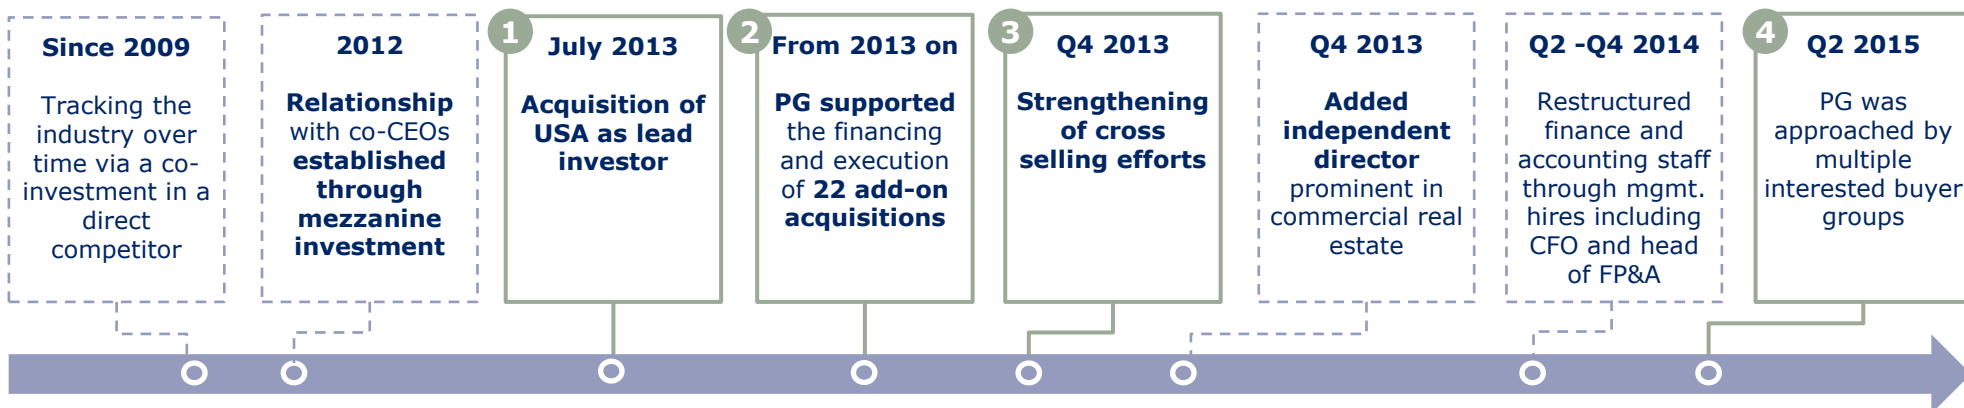 Since 2009
Tracking the
industry over
time via a co-
investment in a
direct
competitor
2012
Relationship
with co-CEOs
established
through
mezzanine
investment
1
July 2013
Acquisition of
USA as lead
investor
2
From 2013 on
PG supported
the financing
and execution
of 22 add-on
acquisitions
3
Q4 2013
Strengthening
of cross
selling efforts
Q4 2013
Added
independent
director
prominent in
commercial real
estate
Q2 -Q4 2014
Restructured
finance and
accounting staff
through mgmt.
hires including
CFO and head
of FP&A
4
Q2 2015
PG was
approached by
multiple
interested buyer
groups